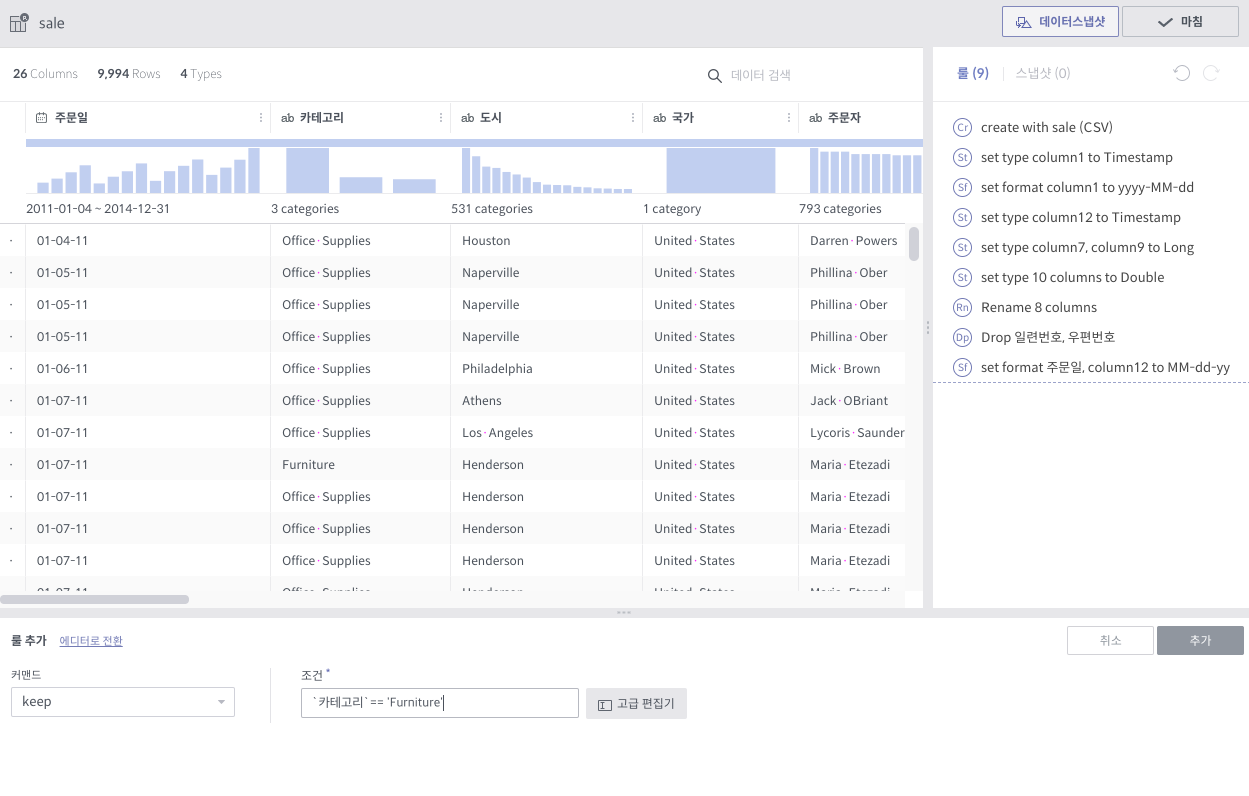 sale
데이터스냅샷
마침
26 Columns 9,994 Rows 4 Types
데이터 검색
룰 (9) 스냅샷 (0)
주문일 ab 카테고리 ab 도시 ab 국가 ab 주문자
2011-01-04 ~ 2014-12-31 3 categories 531 categories 1 category 793 categories
· 01-04-11 Office·Supplies Houston United·States Darren·Powers
· 01-05-11 Office·Supplies Naperville United·States Phillina·Ober
· 01-05-11 Office·Supplies Naperville United·States Phillina·Ober
· 01-05-11 Office·Supplies Naperville United·States Phillina·Ober
· 01-06-11 Office·Supplies Philadelphia United·States Mick·Brown
· 01-07-11 Office·Supplies Athens United·States Jack·OBriant
· 01-07-11 Office·Supplies Los·Angeles United·States Lycoris·Saunder
· 01-07-11 Furniture Henderson United·States Maria·Etezadi
· 01-07-11 Office·Supplies Henderson United·States Maria·Etezadi
· 01-07-11 Office·Supplies Henderson United·States Maria·Etezadi
· 01-07-11 Office·Supplies Henderson United·States Maria·Etezadi
· 01-07-11 Office·Supplies Henderson United·States Maria·Etezadi
Cr create with sale (CSV)
St set type column1 to Timestamp
Sf set format column1 to yyyy-MM-dd
St set type column12 to Timestamp
St set type column7, column9 to Long
St set type 10 columns to Double
Rn Rename 8 columns
Dp Drop 일련번호, 우편번호
Sf set format 주문일, column12 to MM-dd-yy
룰 추가 에디터로 전환
취소
추가
커맨드
keep
조건 *
`카테고리`== 'Furniture'
고급 편집기